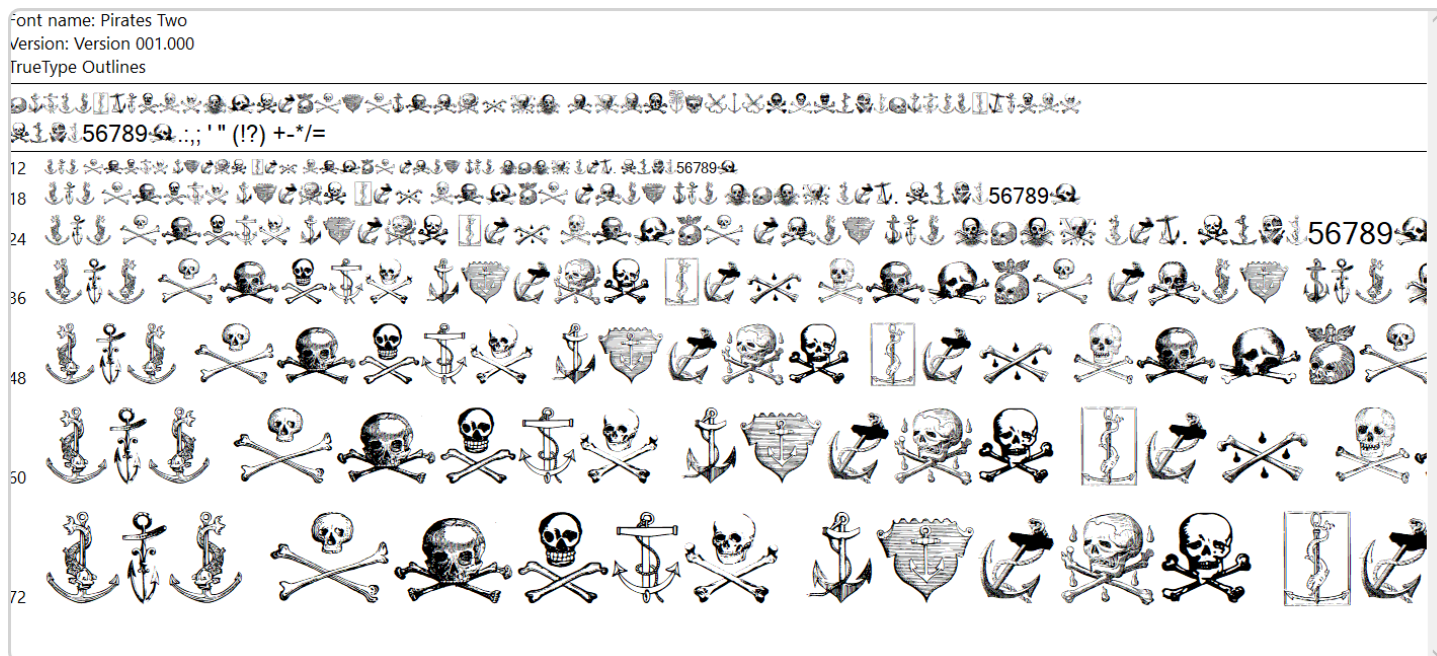 Font name: Pirates Two
Version: Version 001.000
TrueType Outlines
56789 .:,; ' " (!?) +-*/=
12 56789
18 . 56789
24 . 56789
36
48
60
72